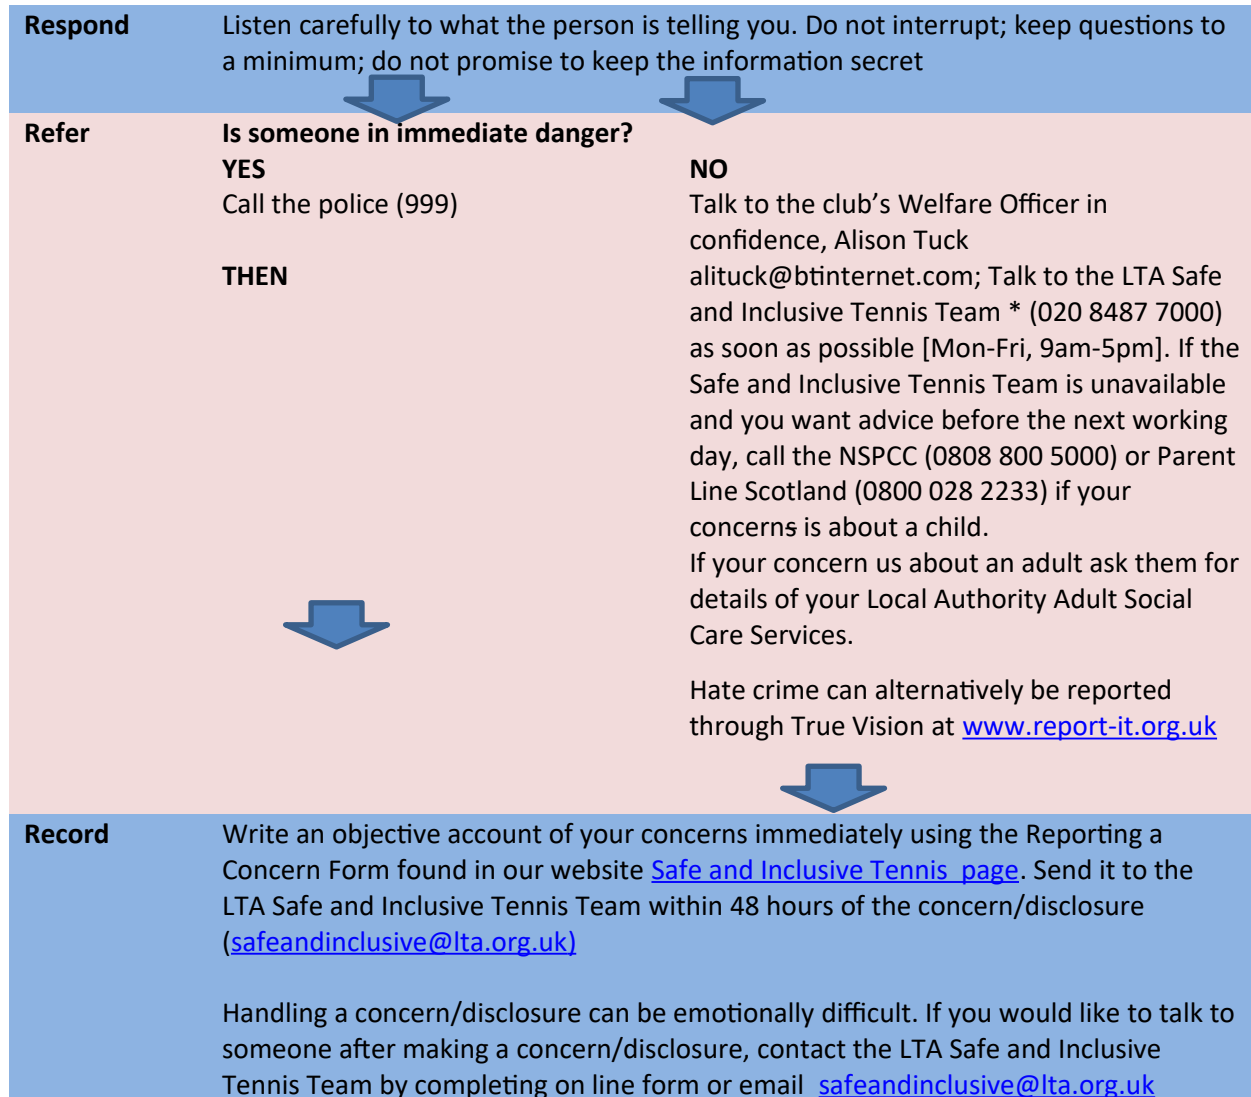 Respond
Listen carefully to what the person is telling you. Do not interrupt; keep questions to
a minimum; do not promise to keep the information secret
Refer
Is someone in immediate danger?
YES
Call the police (999)
THEN
NO
Talk to the club’s Welfare Officer in
confidence, Alison Tuck
alituck@btinternet.com; Talk to the LTA Safe
and Inclusive Tennis Team * (020 8487 7000)
as soon as possible [Mon-Fri, 9am-5pm]. If the
Safe and Inclusive Tennis Team is unavailable
and you want advice before the next working
day, call the NSPCC (0808 800 5000) or Parent
Line Scotland (0800 028 2233) if your
concerns is about a child.
If your concern us about an adult ask them for
details of your Local Authority Adult Social
Care Services.
Hate crime can alternatively be reported
through True Vision at www.report-it.org.uk
Record
Write an objective account of your concerns immediately using the Reporting a
Concern Form found in our website Safe and Inclusive Tennis  page. Send it to the
LTA Safe and Inclusive Tennis Team within 48 hours of the concern/disclosure
(safeandinclusive@lta.org.uk)
Handling a concern/disclosure can be emotionally difficult. If you would like to talk to
someone after making a concern/disclosure, contact the LTA Safe and Inclusive
Tennis Team by completing on line form or email  safeandinclusive@lta.org.uk